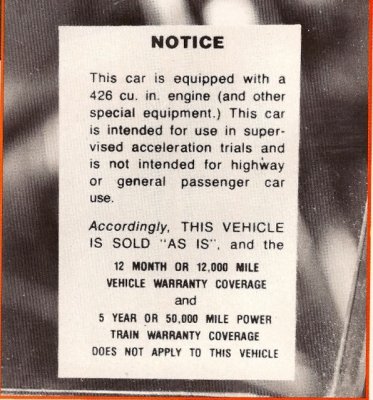 NOTICE
This car is equipped with a
426 cu. in. engine (and other
special equipment.) This car
is intended for use in super-
vised acceleration trials and
is not intended for highway
or general passenger car
use.
Accordingly, THIS VEHICLE
IS SOLD "AS IS", and the
12 MONTH OR 12,000 MILE
VEHICLE WARRANTY COVERAGE
and
5 YEAR OR 50,000 MILE POWER
TRAIN WARRANTY COVERAGE
DOES NOT APPLY TO THIS VEHICLE